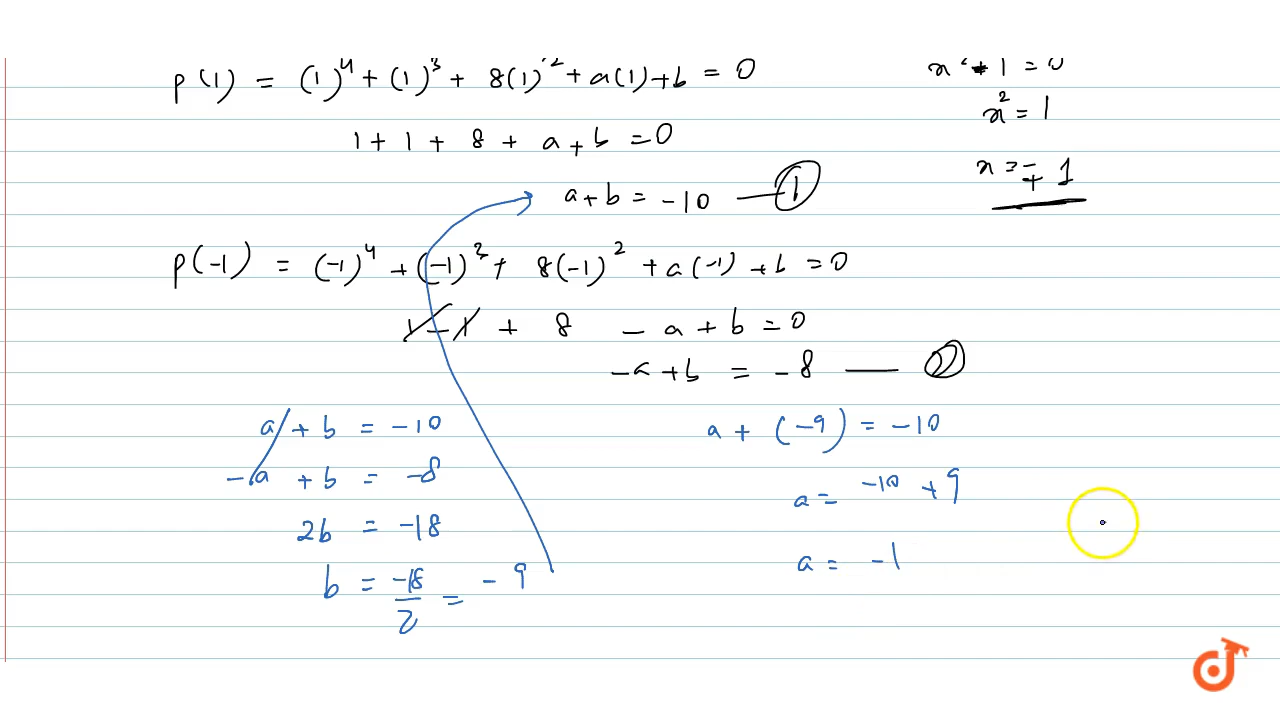 p(1) = (1)⁴ + (1)³ + 8(1)² + a(1) + b = 0
1 + 1 + 8 + a + b = 0
a + b = -10 — ①
p(-1) = (-1)⁴ + (-1)³ + 8(-1)² + a(-1) + b = 0
1 - 1 + 8 - a + b = 0
-a + b = -8 — ②
x² - 1 = 0
x² = 1
x = ∓ 1
a + b = -10
-a + b = -8
2b = -18
b = -18/2 = -9
a + (-9) = -10
a = -10 + 9
a = -1